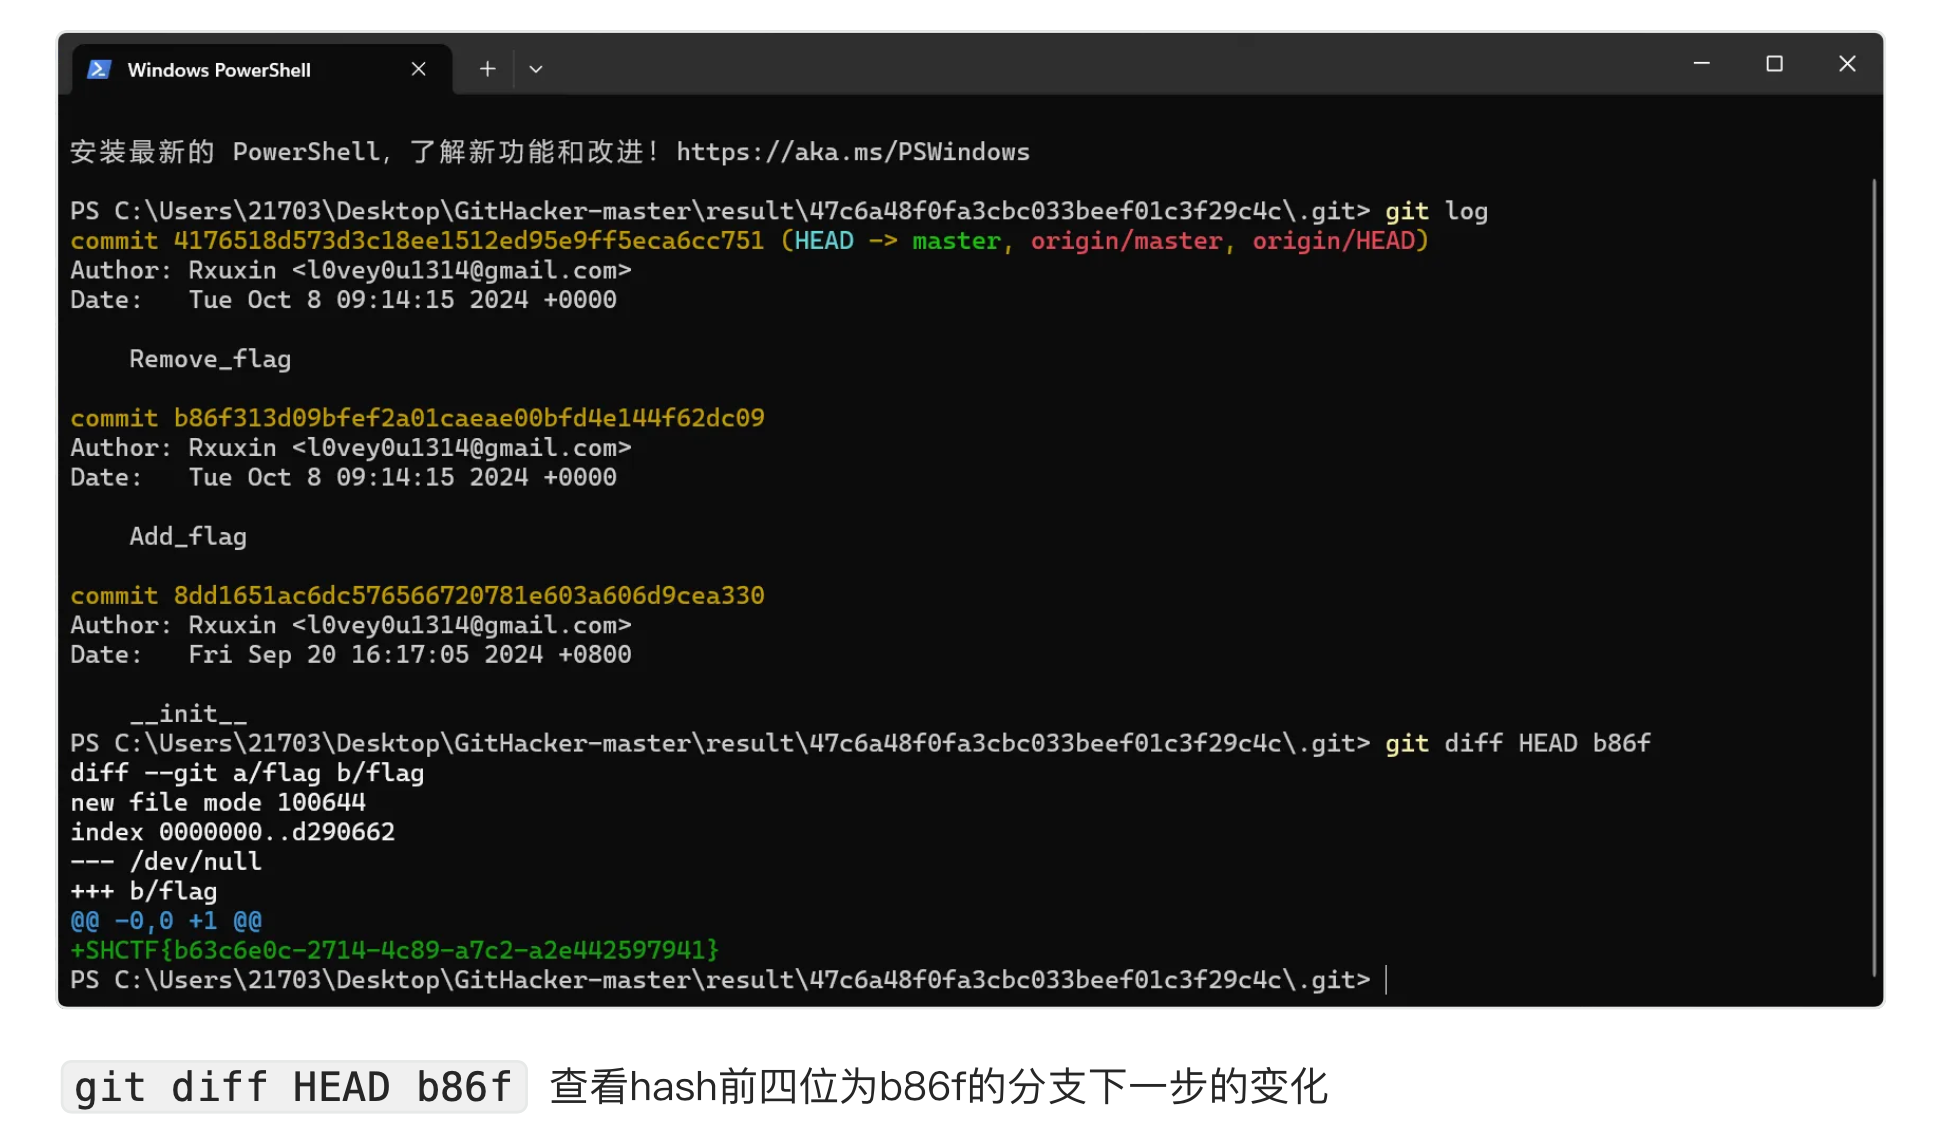 Windows PowerShell
安装最新的 PowerShell，了解新功能和改进！https://aka.ms/PSWindows
PS C:\Users\21703\Desktop\GitHacker-master\result\47c6a48f0fa3cbc033beef01c3f29c4c\.git> git log
commit 4176518d573d3c18ee1512ed95e9ff5eca6cc751 (HEAD -> master, origin/master, origin/HEAD)
Author: Rxuxin <l0vey0u1314@gmail.com>
Date:   Tue Oct 8 09:14:15 2024 +0000
Remove_flag
commit b86f313d09bfef2a01caeae00bfd4e144f62dc09
Author: Rxuxin <l0vey0u1314@gmail.com>
Date:   Tue Oct 8 09:14:15 2024 +0000
Add_flag
commit 8dd1651ac6dc576566720781e603a606d9cea330
Author: Rxuxin <l0vey0u1314@gmail.com>
Date:   Fri Sep 20 16:17:05 2024 +0800
__init__
PS C:\Users\21703\Desktop\GitHacker-master\result\47c6a48f0fa3cbc033beef01c3f29c4c\.git> git diff HEAD b86f
diff --git a/flag b/flag
new file mode 100644
index 0000000..d290662
--- /dev/null
+++ b/flag
@@ -0,0 +1 @@
+SHCTF{b63c6e0c-2714-4c89-a7c2-a2e442597941}
PS C:\Users\21703\Desktop\GitHacker-master\result\47c6a48f0fa3cbc033beef01c3f29c4c\.git>
git diff HEAD b86f 查看hash前四位为b86f的分支下一步的变化